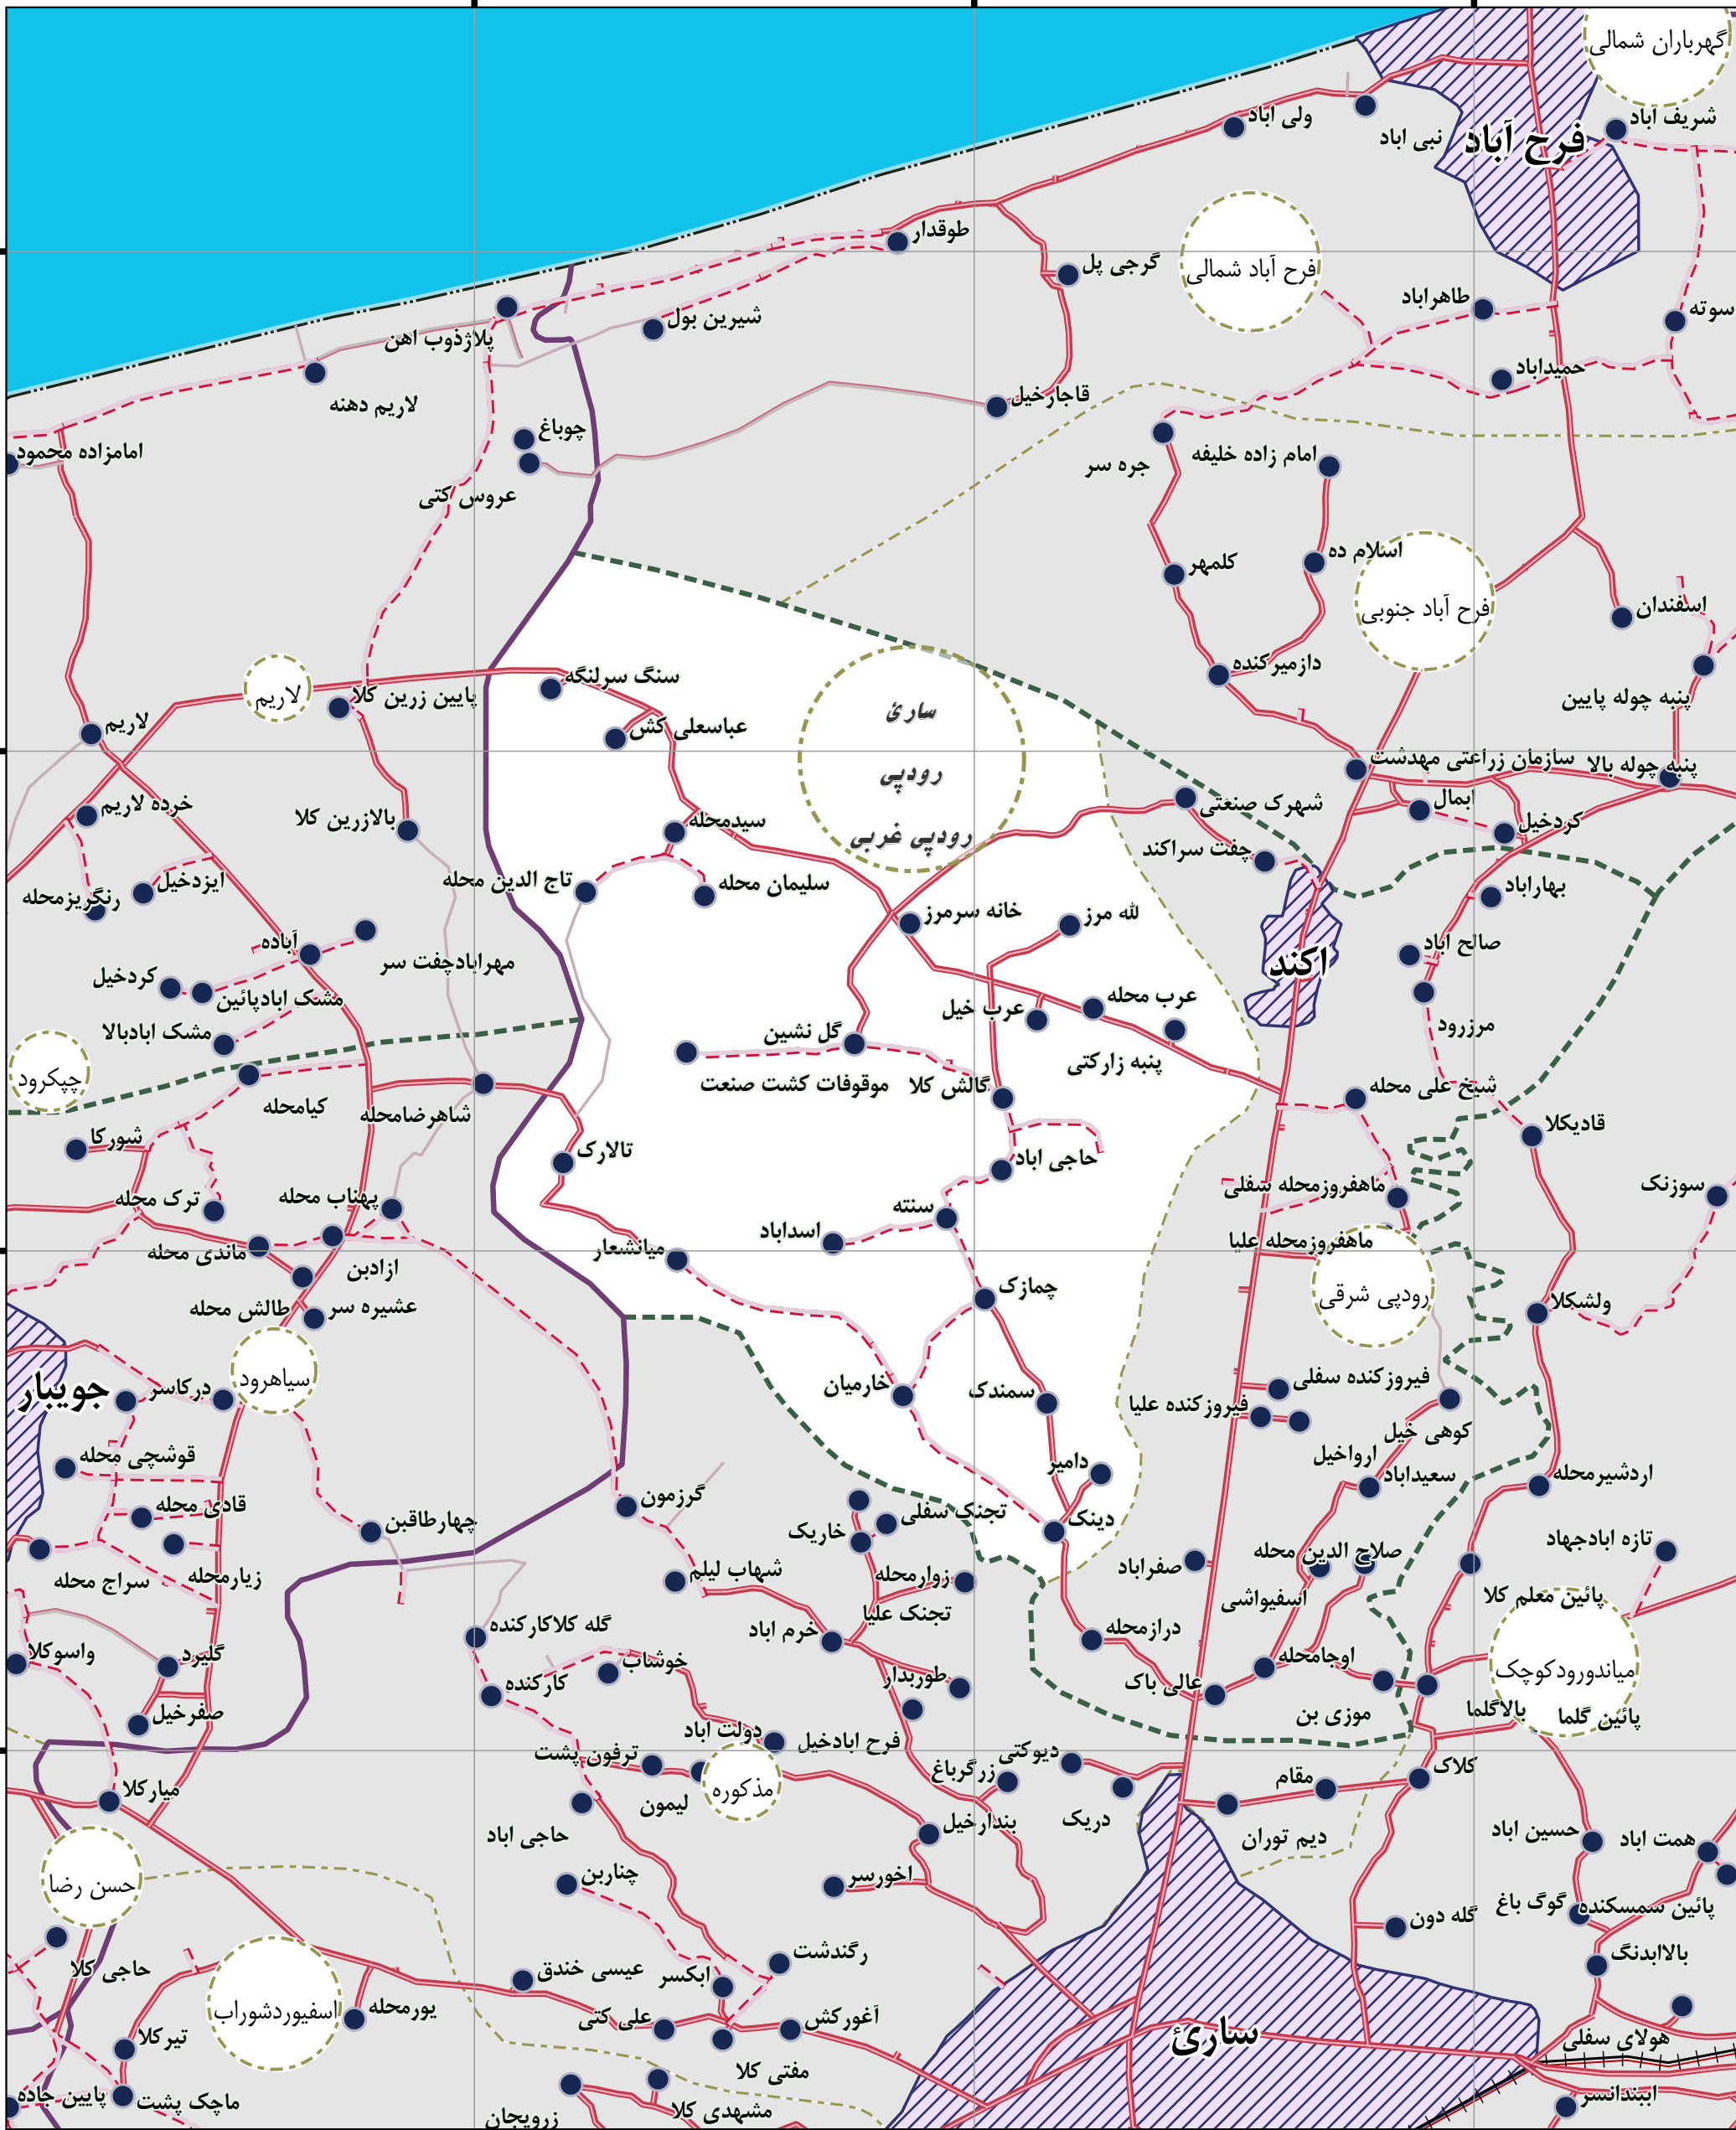 گهرباران شمالی
شریف اباد
ولی اباد
نبی اباد
فرح آباد
طوقدار
گرجی پل
فرح آباد شمالی
طاهراباد
سوته
شیرین بول
پلاژذوب اهن
حمیداباد
لاریم دهنه
قاجارخیل
چوباغ
امامزاده محمود
امام زاده خلیفه
جره سر
عروس کتی
اسلام ده
کلمهر
فرح آباد جنوبی
اسفندان
دازمیرکنده
سنگ سرلنگه
لاریم
پایین زرین کلا
پنبه چوله پایین
سارئ
رودپی
رودپی غربی
لاریم
عباسعلی کش
سازمان زراعتی مهدشت
پنبه چوله بالا
خرده لاریم
بالازرین کلا
سیدمحله
شهرک صنعتی
ابمال
کردخیل
چفت سراکند
ایزدخیل
تاج الدین محله
سلیمان محله
بهاراباد
رنگریزمحله
خانه سرمرز
لله مرز
آباده
مهرابادچفت سر
صالح اباد
اکند
کردخیل
مشک ابادپائین
عرب محله
عرب خیل
مشک ابادبالا
گل نشین
مرزرود
پنبه زارکتی
چپکرود
کیامحله
شاهرضامحله
موقوفات کشت صنعت
گالش کلا
شیخ علی محله
شورکا
تالارک
حاجی اباد
قادیکلا
ترک محله
پهناب محله
سنته
ماهفروزمحله سفلی
سوزنک
ماندی محله
میانشعار
اسداباد
ماهفروزمحله علیا
ازادبن
چمازک
رودپی شرقی
طالش محله
عشیره سر
ولشکلا
سیاهرود
جویبار
درکاسر
خارمیان
سمندک
فیروزکنده سفلی
فیروزکنده علیا
کوهی خیل
قوشچی محله
دامیر
ارواخیل
سعیداباد
اردشیرمحله
قادی محله
چهارطاقبن
گرزمون
تجنک سفلی
خاریک
دینک
صفراباد
صلاح الدین محله
تازه ابادجهاد
سراج محله
زیارمحله
شهاب لیلم
زوارمحله
تجنک علیا
اسفیواشی
پائین معلم کلا
گله کلاکارکنده
خرم اباد
درازمحله
واسوکلا
گلیرد
خوشاب
طوربدار
اوجامحله
میاندورودکوچک
کارکنده
عالی باک
صفرخیل
دولت اباد
فرح ابادخیل
موزی بن
بالاگلما
پائین گلما
ترفون پشت
دیوکتی
زرگرباغ
مقام
کلاک
میارکلا
مذکوره
لیمون
حاجی اباد
بندارخیل
دریک
دیم توران
حسین اباد
همت اباد
حسن رضا
چناربن
اخورسر
گله دون
گوگ باغ
پائین سمسکنده
حاجی کلا
عیسی خندق
رگندشت
ابکسر
بالاابدنگ
اسفیوردشوراب
یورمحله
علی کتی
آغورکش
سارئ
هولای سفلی
تیرکلا
مفتی کلا
پایین جاده
ماچک پشت
زرویجان
مشهدی کلا
ابیندانسر